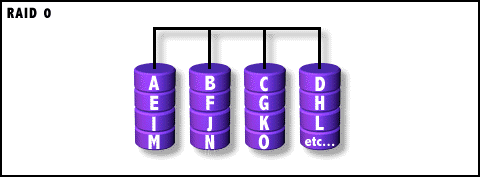 RAID 0
A B C D
E F G H
I J K L
M N O etc...